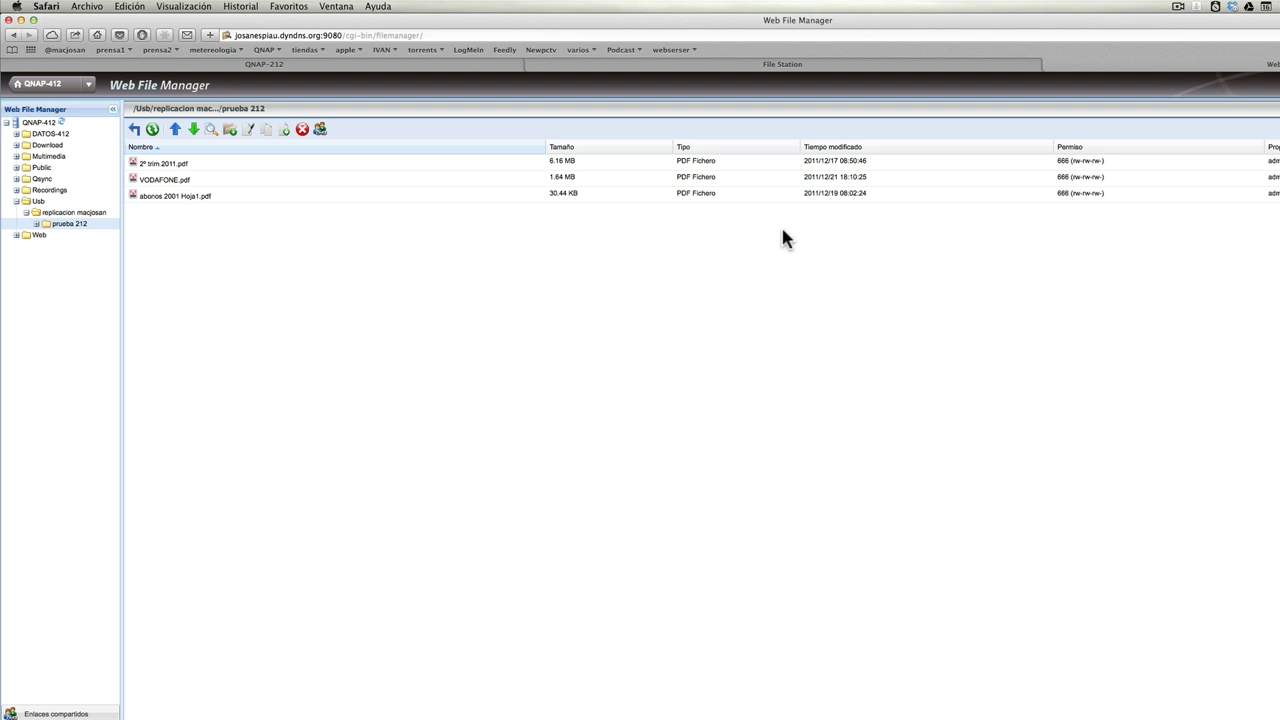 Safari Archivo Edición Visualización Historial Favoritos Ventana Ayuda
Web File Manager
josanespiau.dyndns.org:9080/cgi-bin/filemanager/
@macjosan prensa1 prensa2 metereologia QNAP tiendas apple IVAN torrents LogMeIn Feedly Newpctv varios Podcast webserser
QNAP-212 File Station Web
QNAP-412 Web File Manager
Web File Manager
/Usb/replicacion mac.../prueba 212
QNAP-412
DATOS-412
Download
Multimedia
Public
Qsync
Recordings
Usb
replicacion macjosan
prueba 212
Web
Nombre Tamaño Tipo Tiempo modificado Permiso Prop
2º trim 2011.pdf 6.16 MB PDF Fichero 2011/12/17 08:50:46 666 (rw-rw-rw-) adm
VODAFONE.pdf 1.64 MB PDF Fichero 2011/12/21 18:10:25 666 (rw-rw-rw-) adm
abonos 2001 Hoja1.pdf 30.44 KB PDF Fichero 2011/12/19 08:02:24 666 (rw-rw-rw-) adm
Enlaces compartidos